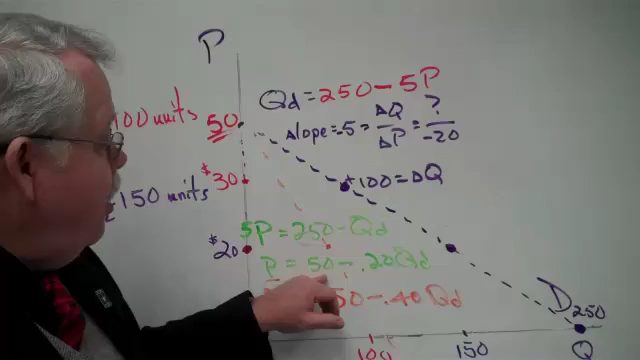 P
Qd = 250 - 5P
100 units
50
slope = -5 = ΔQ/ΔP = ?/-20
$30
+100 = ΔQ
150 units
5P = 250 - Qd
$20
P = 50 - .20Qd
50 - .40Qd
D
250
100
150
Q